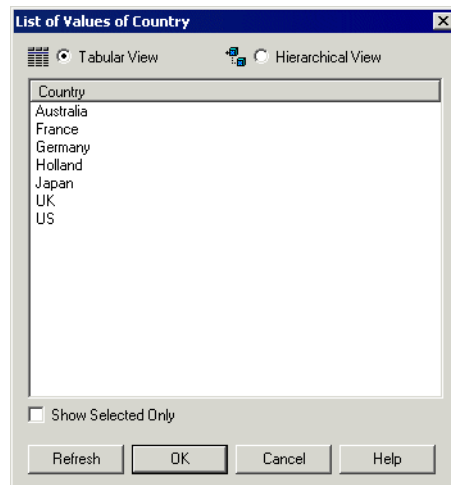 List of Values of Country
Tabular View Hierarchical View
Country
Australia
France
Germany
Holland
Japan
UK
US
Show Selected Only
Refresh OK Cancel Help